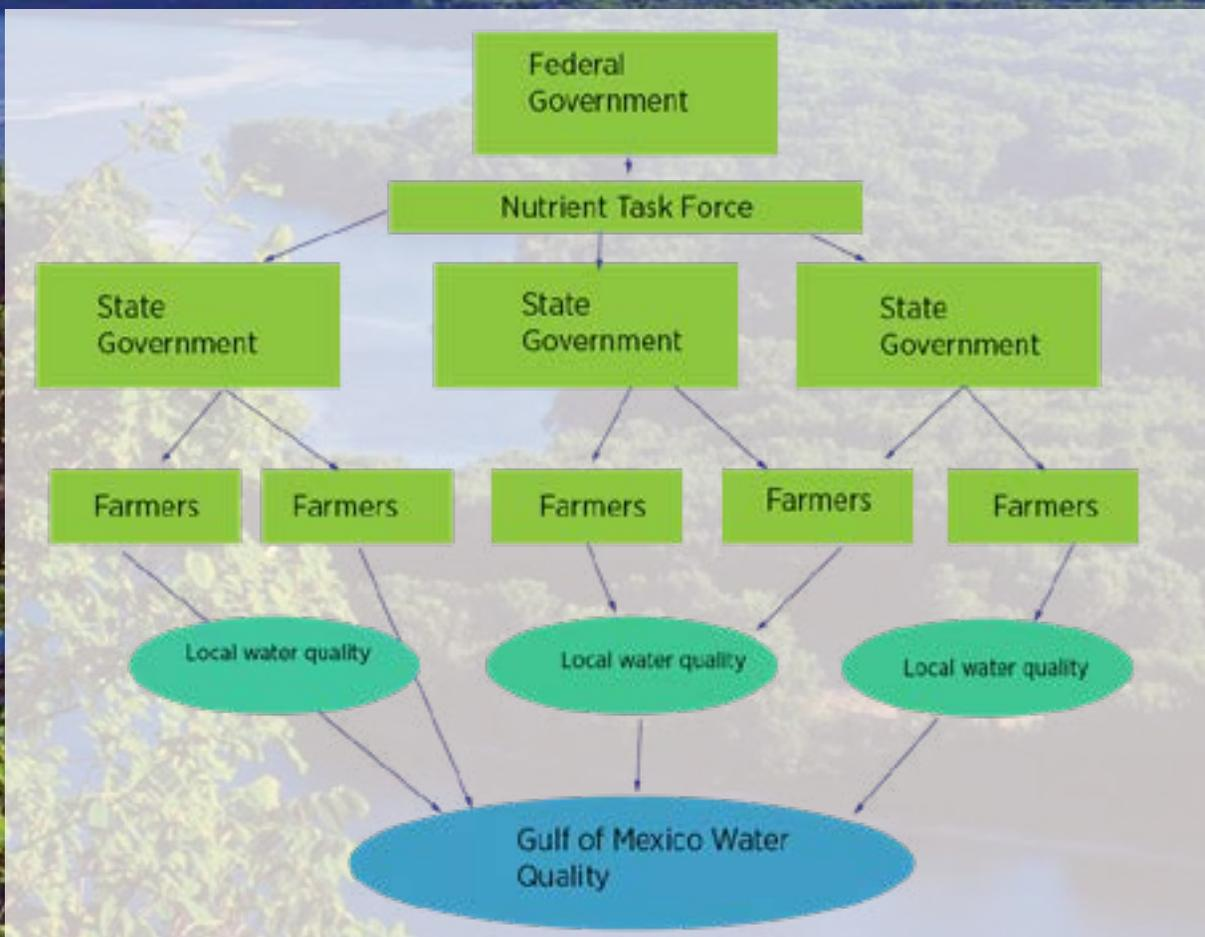 Federal
Government
Nutrient Task Force
State
Government
State
Government
State
Government
Farmers
Farmers
Farmers
Farmers
Farmers
Local water quality
Local water quality
Local water quality
Gulf of Mexico Water
Quality